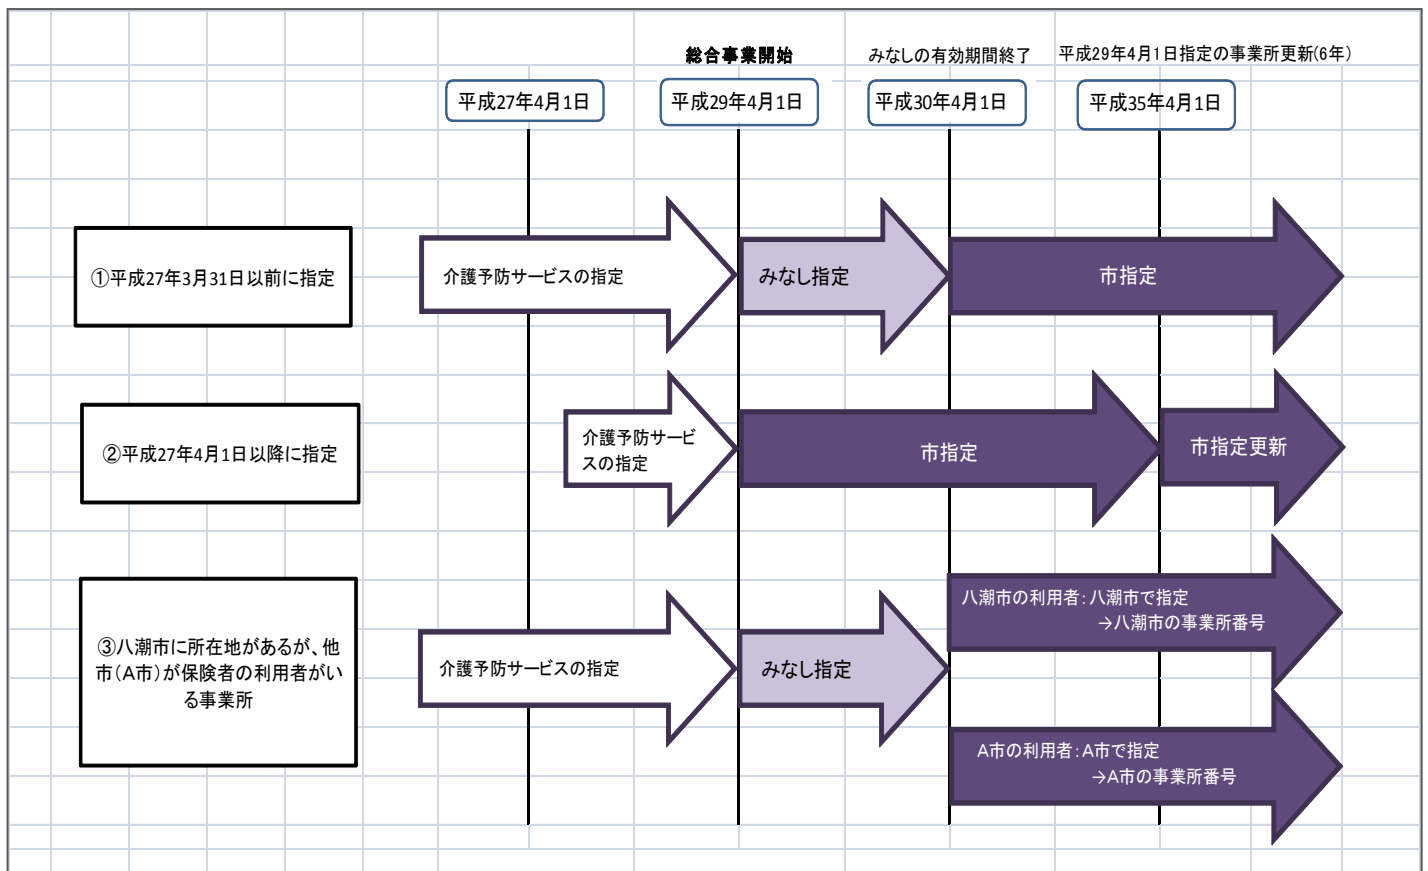 総合事業開始
みなしの有効期間終了
平成29年4月1日指定の事業所更新(6年)
平成27年4月1日
平成29年4月1日
平成30年4月1日
平成35年4月1日
①平成27年3月31日以前に指定
介護予防サービスの指定
みなし指定
市指定
②平成27年4月1日以降に指定
介護予防サービ
スの指定
市指定
市指定更新
③八潮市に所在地があるが、他
市(A市)が保険者の利用者がい
る事業所
介護予防サービスの指定
みなし指定
八潮市の利用者:八潮市で指定
→八潮市の事業所番号
A市の利用者:A市で指定
→A市の事業所番号